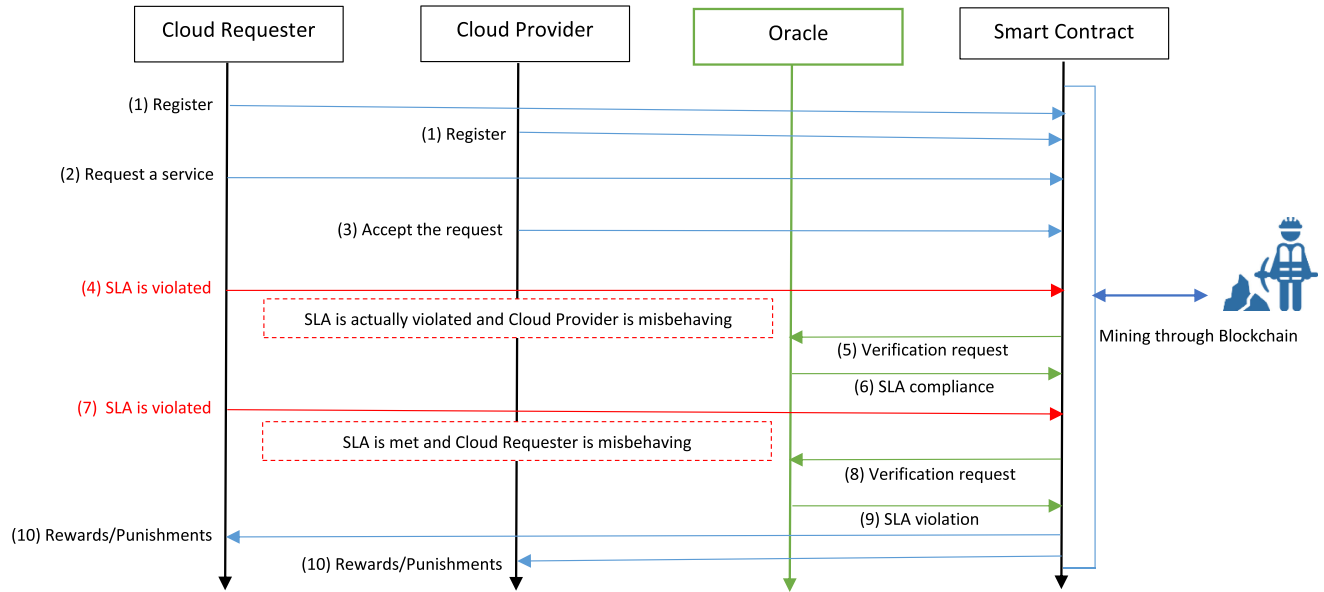 Cloud Requester
Cloud Provider
Oracle
Smart Contract
(1) Register
(1) Register
(2) Request a service
(3) Accept the request
(4) SLA is violated
SLA is actually violated and Cloud Provider is misbehaving
Mining through Blockchain
(5) Verification request
(6) SLA compliance
(7) SLA is violated
SLA is met and Cloud Requester is misbehaving
(8) Verification request
(9) SLA violation
(10) Rewards/Punishments
(10) Rewards/Punishments